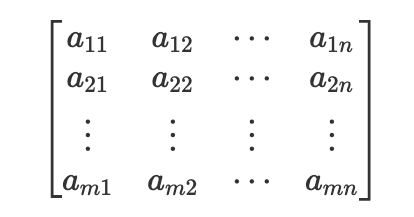 a₁₁ a₁₂ ⋯ a₁ₙ
a₂₁ a₂₂ ⋯ a₂ₙ
⋮ ⋮ ⋮ ⋮
aₘ₁ aₘ₂ ⋯ aₘₙ